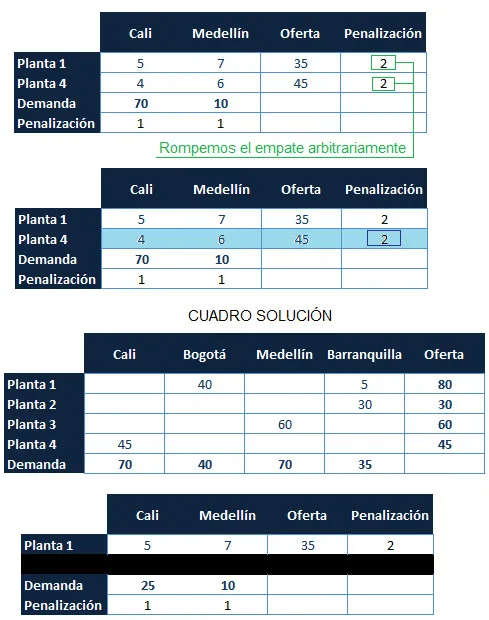 Cali Medellín Oferta Penalización
Planta 1 5 7 35 2
Planta 4 4 6 45 2
Demanda 70 10
Penalización 1 1
Rompemos el empate arbitrariamente
Cali Medellín Oferta Penalización
Planta 1 5 7 35 2
Planta 4 4 6 45 2
Demanda 70 10
Penalización 1 1
CUADRO SOLUCIÓN
Cali Bogotá Medellín Barranquilla Oferta
Planta 1 40 5 80
Planta 2 30 30
Planta 3 60 60
Planta 4 45 45
Demanda 70 40 70 35
Cali Medellín Oferta Penalización
Planta 1 5 7 35 2
Demanda 25 10
Penalización 1 1